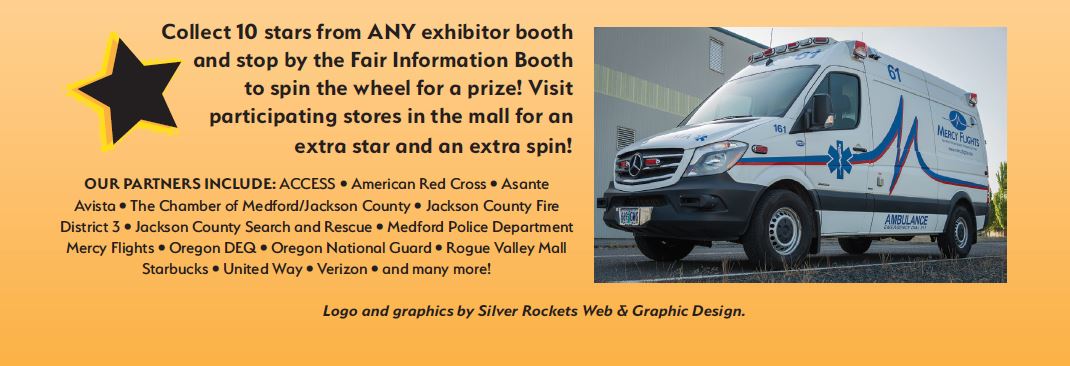 Collect 10 stars from ANY exhibitor booth
and stop by the Fair Information Booth
to spin the wheel for a prize! Visit
participating stores in the mall for an
extra star and an extra spin!
OUR PARTNERS INCLUDE: ACCESS • American Red Cross • Asante
Avista • The Chamber of Medford/Jackson County • Jackson County Fire
District 3 • Jackson County Search and Rescue • Medford Police Department
Mercy Flights • Oregon DEQ • Oregon National Guard • Rogue Valley Mall
Starbucks • United Way • Verizon • and many more!
61
61
161
MERCY FLIGHTS
AMBULANCE
EMERGENCY DIAL 911
Logo and graphics by Silver Rockets Web & Graphic Design.